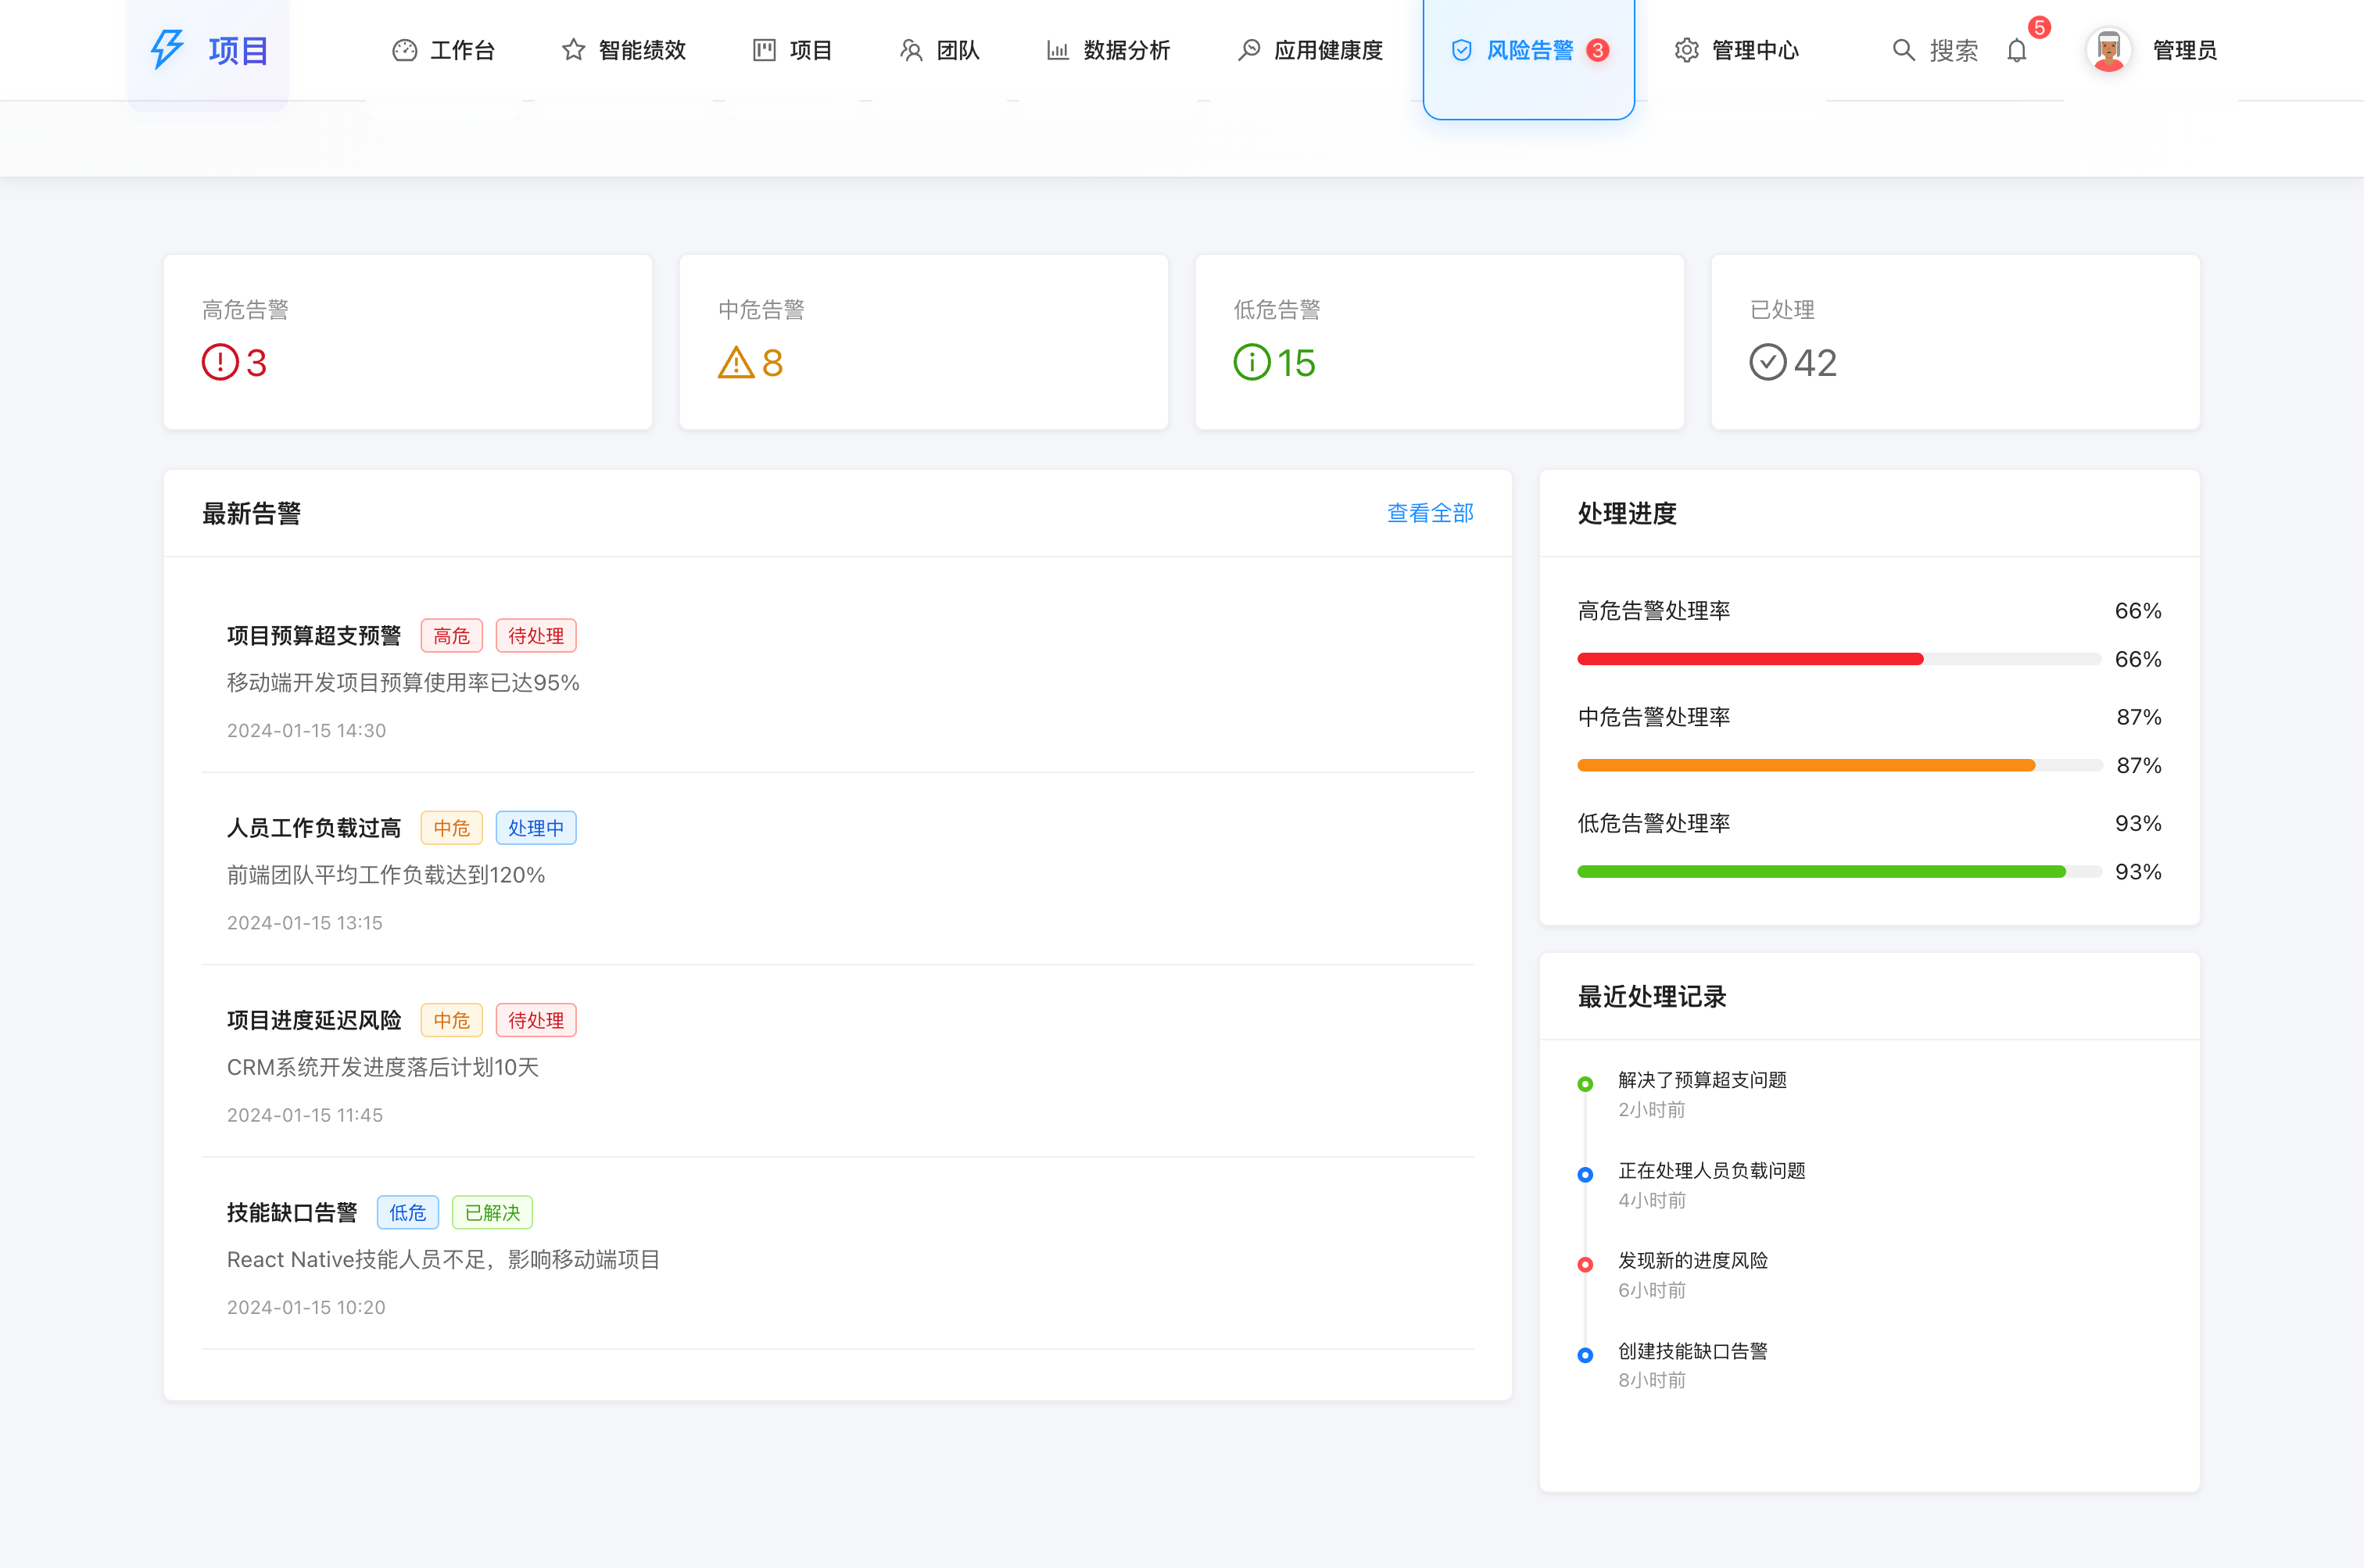 项目
工作台
智能绩效
项目
团队
数据分析
应用健康度
风险告警 3
管理中心
搜索
5
管理员
高危告警
3
中危告警
8
低危告警
15
已处理
42
最新告警
查看全部
项目预算超支预警 高危 待处理
移动端开发项目预算使用率已达95%
2024-01-15 14:30
人员工作负载过高 中危 处理中
前端团队平均工作负载达到120%
2024-01-15 13:15
项目进度延迟风险 中危 待处理
CRM系统开发进度落后计划10天
2024-01-15 11:45
技能缺口告警 低危 已解决
React Native技能人员不足，影响移动端项目
2024-01-15 10:20
处理进度
高危告警处理率 66%
66%
中危告警处理率 87%
87%
低危告警处理率 93%
93%
最近处理记录
解决了预算超支问题
2小时前
正在处理人员负载问题
4小时前
发现新的进度风险
6小时前
创建技能缺口告警
8小时前